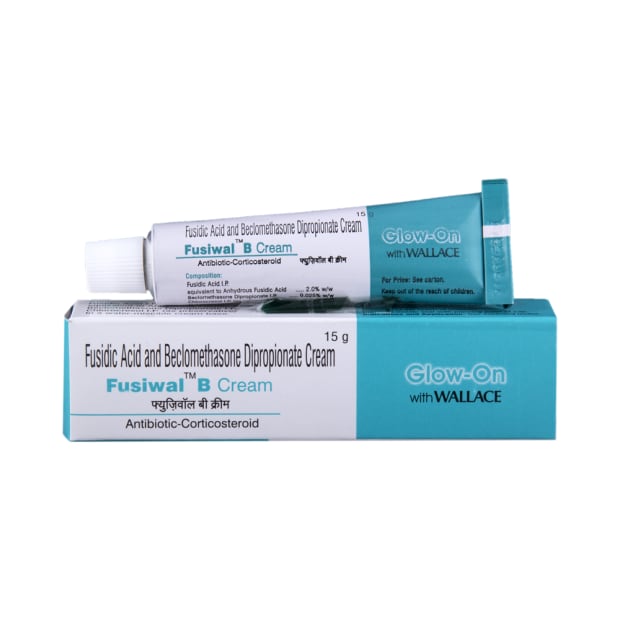 15 g
Fusidic Acid and Beclomethasone Dipropionate Cream
Fusiwal™ B Cream
Antibiotic-Corticosteroid
फ्युज़िवॉल बी क्रीम
Composition:
Fusidic Acid I.P.
equivalent to Anhydrous Fusidic Acid .... 2.0% w/w
Beclomethasone Dipropionate I.P. 0.025% w/w
Glow-On
with WALLACE
For Price: See carton.
Keep out of the reach of children.
15 g
Fusidic Acid and Beclomethasone Dipropionate Cream
Fusiwal™ B Cream
फ्युज़िवॉल बी क्रीम
Antibiotic-Corticosteroid
Glow-On
with WALLACE